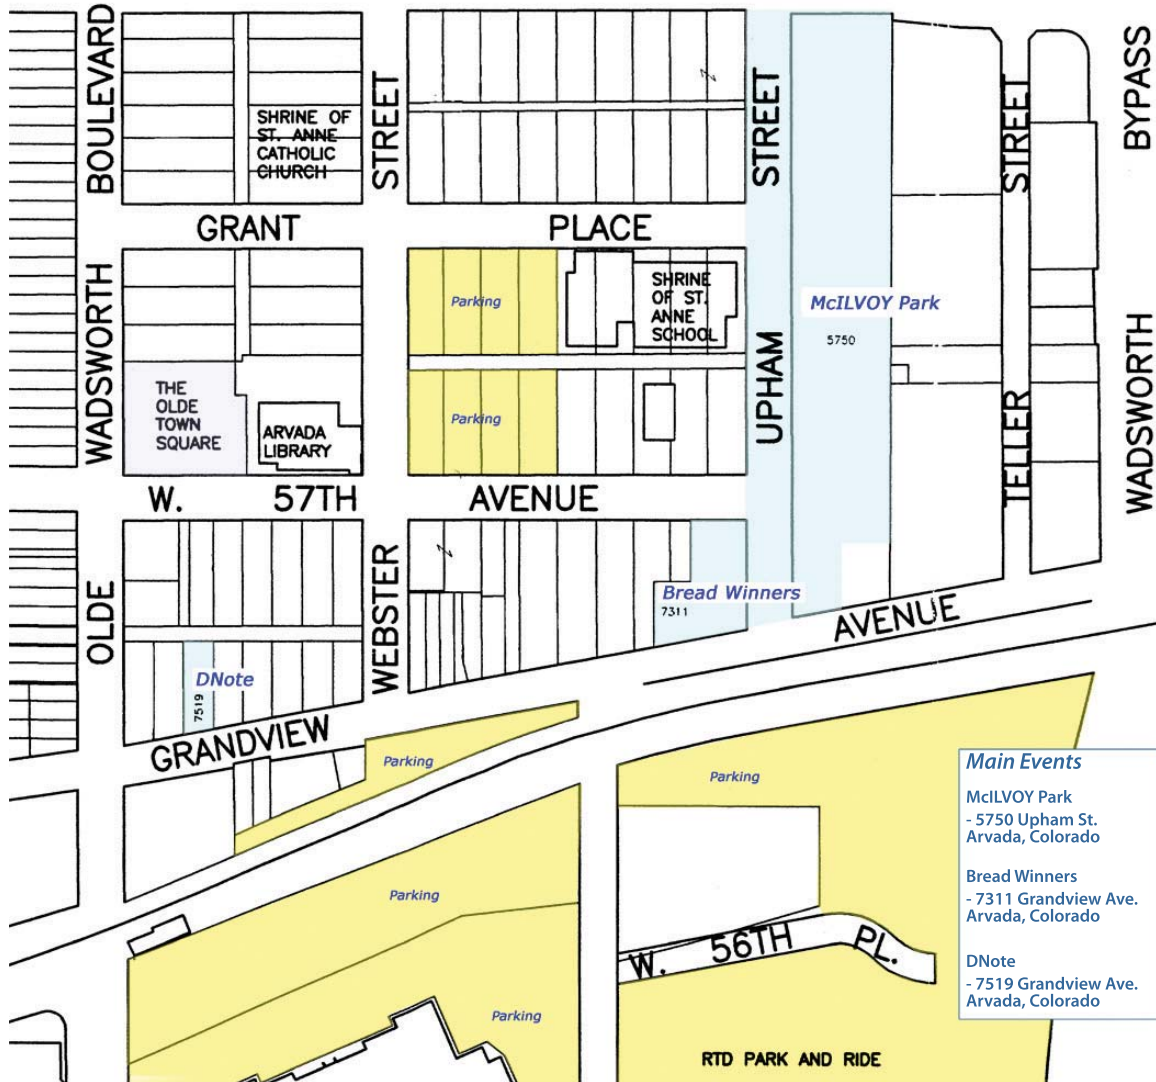 BOULEVARD
STREET
STREET
STREET
BYPASS
SHRINE OF
ST. ANNE
CATHOLIC
CHURCH
GRANT PLACE
WADSWORTH
Parking
SHRINE
OF ST.
ANNE
SCHOOL
McILVOY Park
5750
UPHAM
TELLER
WADSWORTH
THE
OLDE
TOWN
SQUARE
ARVADA
LIBRARY
Parking
W. 57TH AVENUE
OLDE
WEBSTER
Bread Winners
7311
AVENUE
DNote
7519
GRANDVIEW
Parking
Parking
Main Events
McILVOY Park
- 5750 Upham St.
Arvada, Colorado
Bread Winners
- 7311 Grandview Ave.
Arvada, Colorado
DNote
- 7519 Grandview Ave.
Arvada, Colorado
Parking
W. 56TH PL.
Parking
RTD PARK AND RIDE